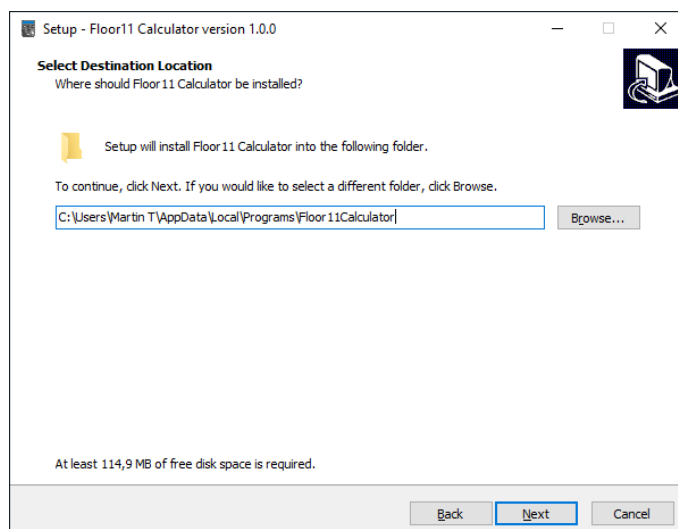 Setup - Floor11 Calculator version 1.0.0
Select Destination Location
Where should Floor11 Calculator be installed?
Setup will install Floor11 Calculator into the following folder.
To continue, click Next. If you would like to select a different folder, click Browse.
C:\Users\Martin T\AppData\Local\Programs\Floor11Calculator
Browse...
At least 114,9 MB of free disk space is required.
Back
Next
Cancel